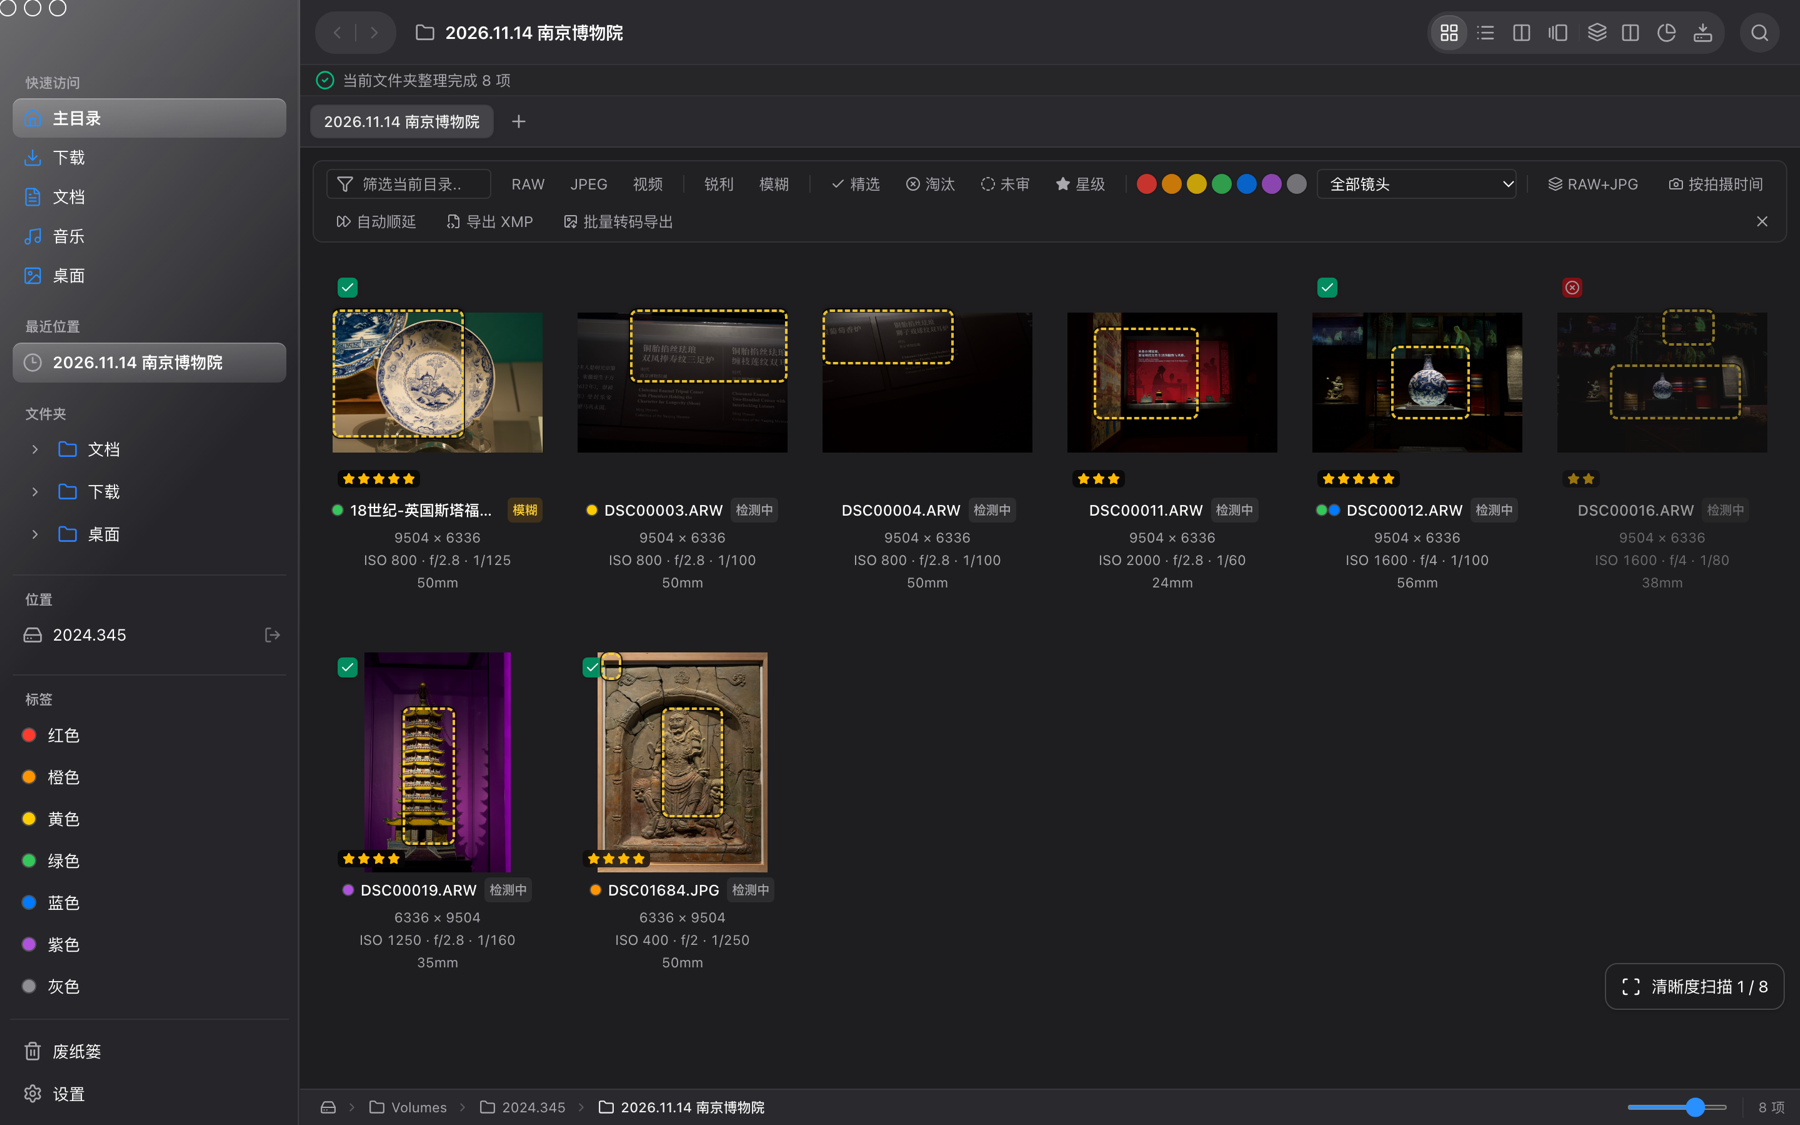 2026.11.14 南京博物院
当前文件夹整理完成 8 项
2026.11.14 南京博物院
快速访问
主目录
下载
文档
音乐
桌面
最近位置
2026.11.14 南京博物院
文件夹
文档
下载
桌面
位置
2024.345
标签
红色
橙色
黄色
绿色
蓝色
紫色
灰色
废纸篓
设置
筛选当前目录.. RAW JPEG 视频 锐利 模糊 精选 淘汰 未审 星级 全部镜头 RAW+JPG 按拍摄时间
自动顺延 导出 XMP 批量转码导出
铜胎掐丝珐琅
双凤捧寿纹三足炉
18世纪-英国斯塔福... 模糊
9504 × 6336
ISO 800 · f/2.8 · 1/125
50mm
DSC00003.ARW 检测中
9504 × 6336
ISO 800 · f/2.8 · 1/100
50mm
DSC00004.ARW 检测中
9504 × 6336
ISO 800 · f/2.8 · 1/100
50mm
DSC00011.ARW 检测中
9504 × 6336
ISO 2000 · f/2.8 · 1/60
24mm
DSC00012.ARW 检测中
9504 × 6336
ISO 1600 · f/4 · 1/100
56mm
DSC00016.ARW 检测中
9504 × 6336
ISO 1600 · f/4 · 1/80
38mm
DSC00019.ARW 检测中
6336 × 9504
ISO 1250 · f/2.8 · 1/160
35mm
DSC01684.JPG 检测中
6336 × 9504
ISO 400 · f/2 · 1/250
50mm
清晰度扫描 1 / 8
Volumes 2024.345 2026.11.14 南京博物院
8 项